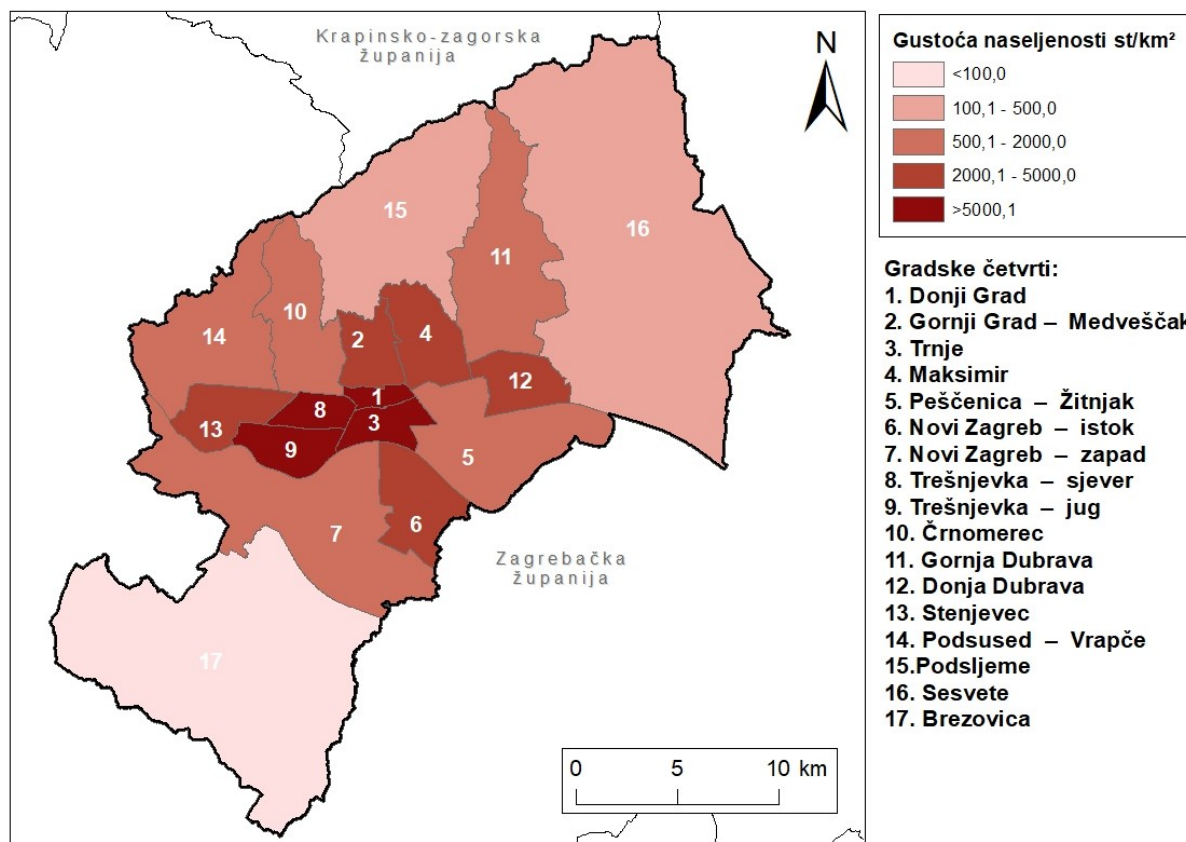 Krapinsko-zagorska
županija
N
15
16
11
10
14
2
4
12
1
8
3
13
9
5
6
7
Zagrebačka
županija
17
0 5 10 km
Gustoća naseljenosti st/km²
<100,0
100,1 - 500,0
500,1 - 2000,0
2000,1 - 5000,0
>5000,1
Gradske četvrti:
1. Donji Grad
2. Gornji Grad – Medveščak
3. Trnje
4. Maksimir
5. Peščenica – Žitnjak
6. Novi Zagreb – istok
7. Novi Zagreb – zapad
8. Trešnjevka – sjever
9. Trešnjevka – jug
10. Črnomerec
11. Gornja Dubrava
12. Donja Dubrava
13. Stenjevec
14. Podsused – Vrapče
15.Podsljeme
16. Sesvete
17. Brezovica